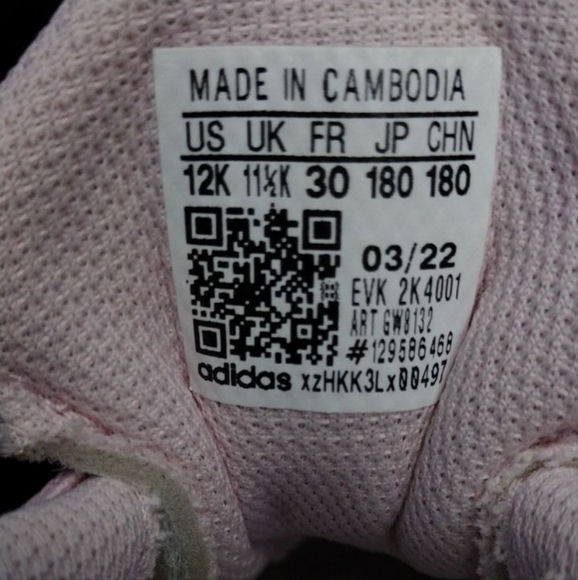 MADE IN CAMBODIA
US UK FR JP CHN
12K 11½K 30 180 180
03/22
EVK 2K4001
ART GW8132
#129586468
adidas xzHKK3Lx00497